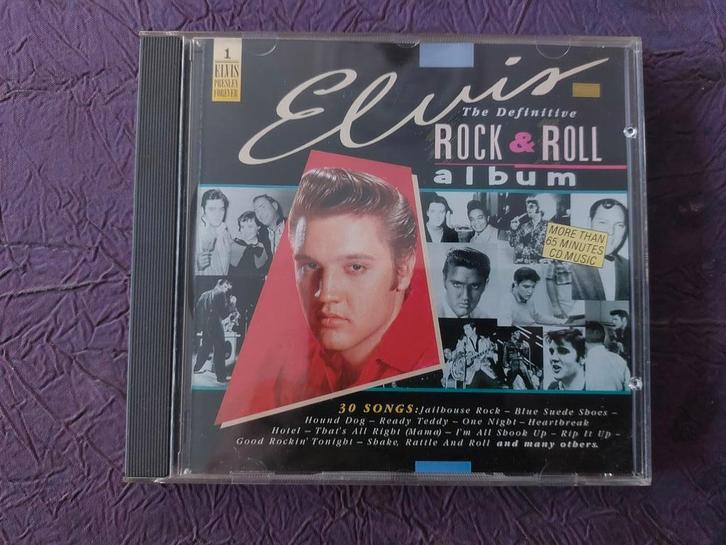 1
ELVIS
PRESLEY
FOREVER
Elvis
The Definitive
ROCK & ROLL
album
MORE THAN
65 MINUTES
CD MUSIC
30 SONGS: Jailhouse Rock – Blue Suede Shoes –
Hound Dog – Ready Teddy – One Night – Heartbreak
Hotel – That's All Right (Mama) – I'm All Shook Up – Rip It Up –
Good Rockin' Tonight – Shake, Rattle And Roll and many others.